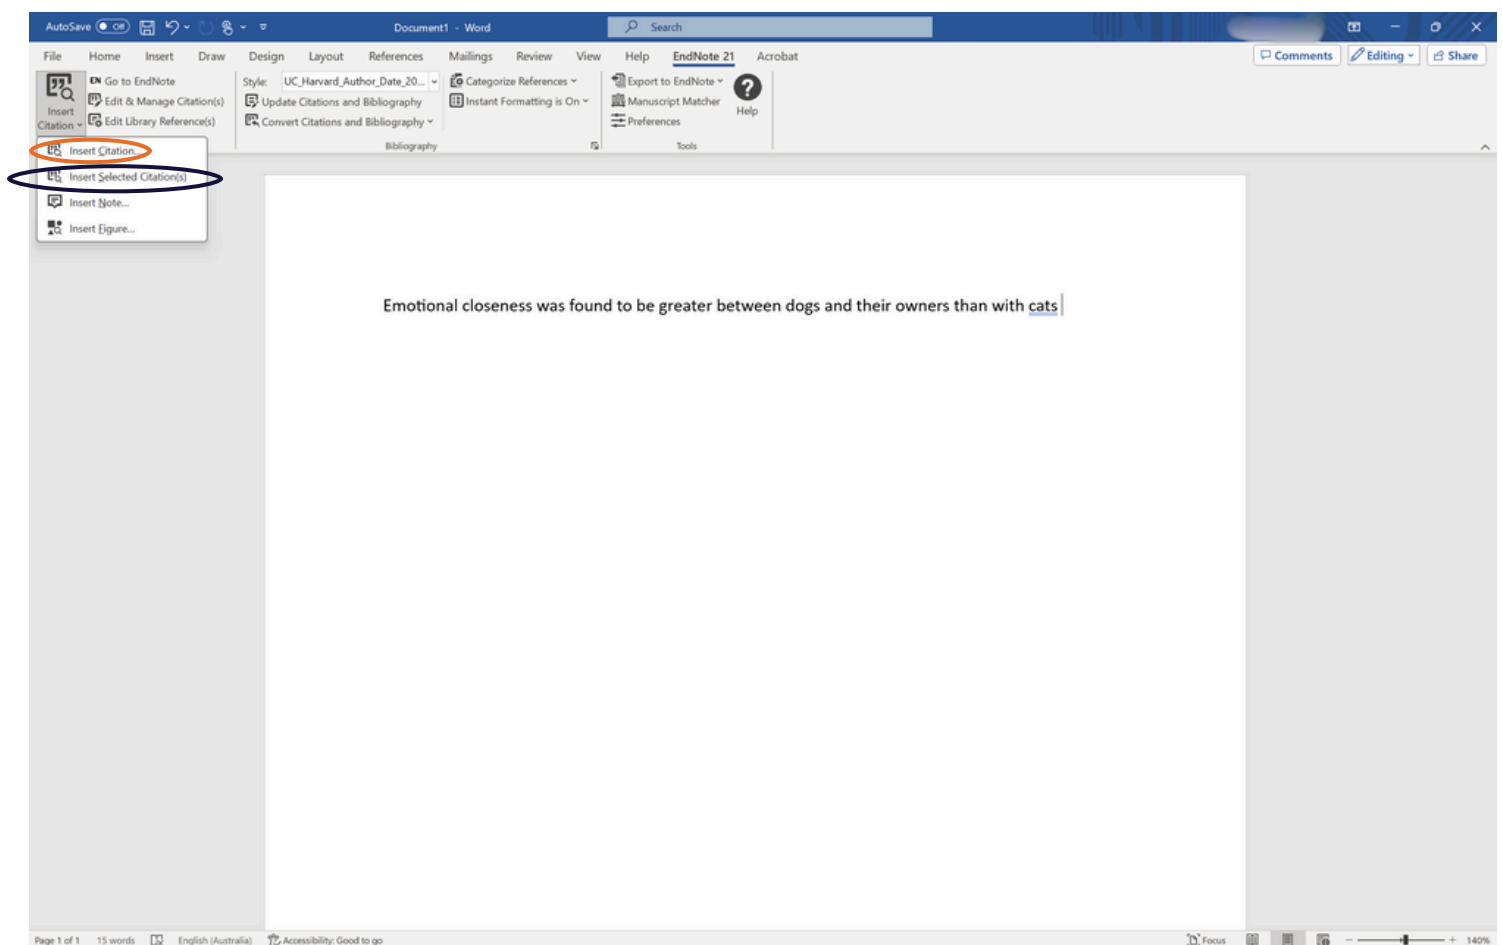 AutoSave Off Document1 - Word Search
File Home Insert Draw Design Layout References Mailings Review View Help EndNote 21 Acrobat Comments Editing Share
Insert Citation
EN Go to EndNote
Edit & Manage Citation(s)
Edit Library Reference(s)
Style: UC_Harvard_Author_Date_20...
Update Citations and Bibliography
Convert Citations and Bibliography
Categorize References
Instant Formatting is On
Bibliography
Export to EndNote
Manuscript Matcher
Preferences
Help
Tools
Insert Citation...
Insert Selected Citation(s)
Insert Note...
Insert Figure...
Emotional closeness was found to be greater between dogs and their owners than with cats
Page 1 of 1 15 words English (Australia) Accessibility: Good to go Focus 140%